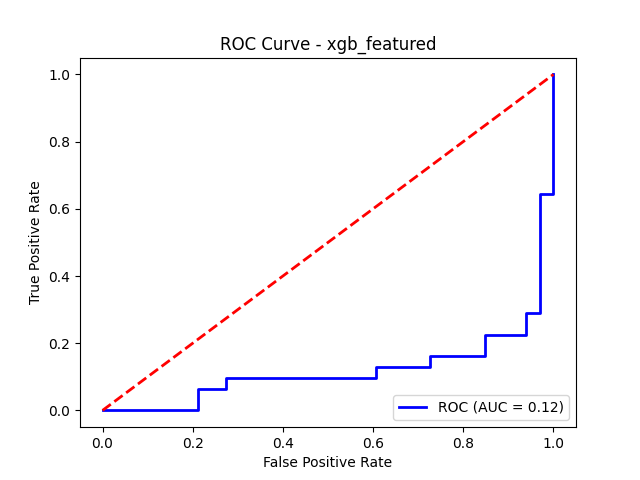 ROC Curve - xgb_featured
True Positive Rate
1.0
0.8
0.6
0.4
0.2
0.0
ROC (AUC = 0.12)
0.0 0.2 0.4 0.6 0.8 1.0
False Positive Rate